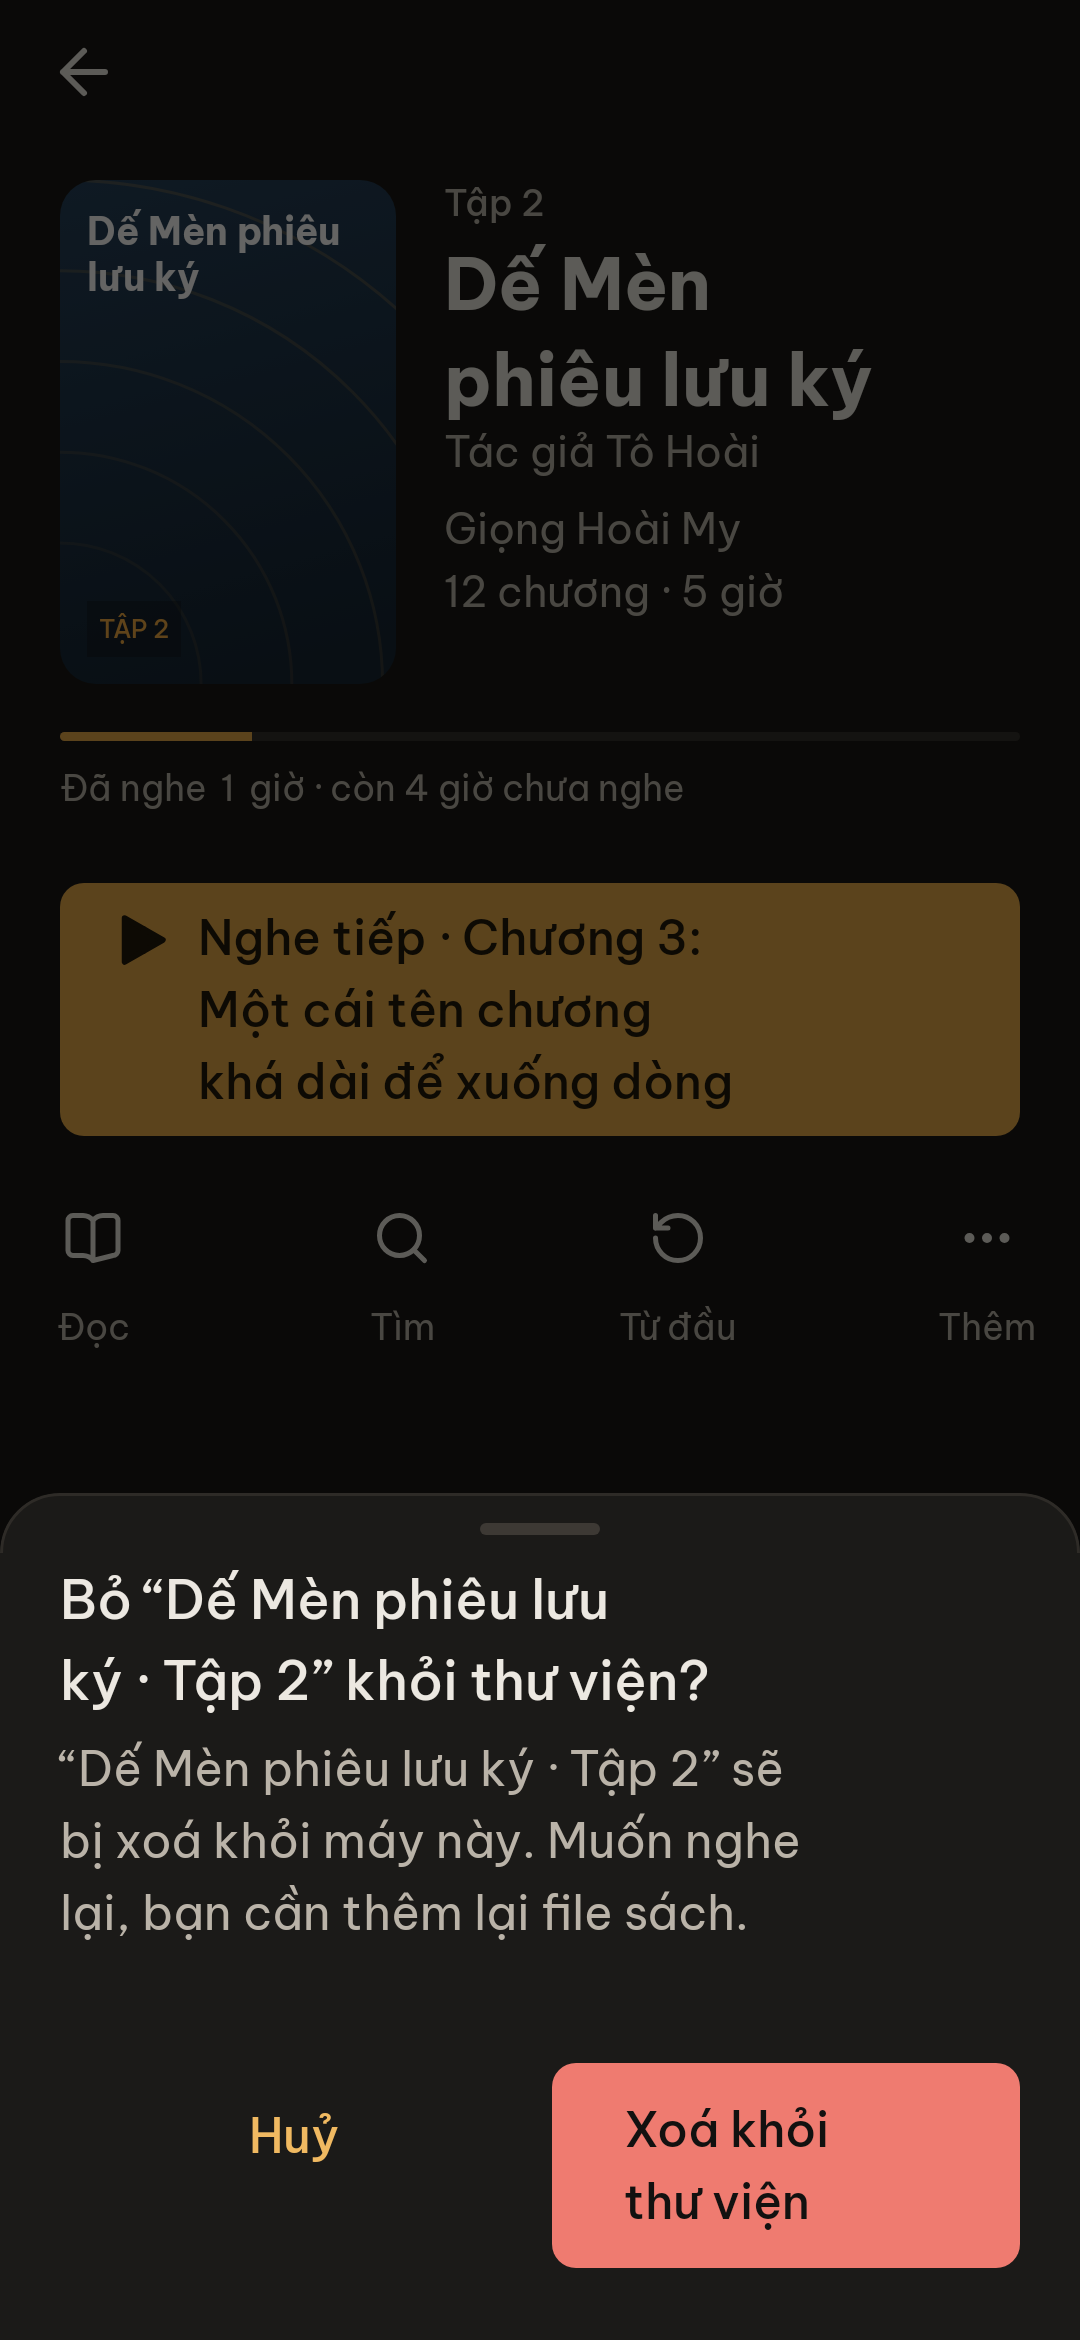 Dế Mèn phiêu
lưu ký
TẬP 2
Tập 2
Dế Mèn
phiêu lưu ký
Tác giả Tô Hoài
Giọng Hoài My
12 chương · 5 giờ
Đã nghe 1 giờ · còn 4 giờ chưa nghe
Nghe tiếp · Chương 3:
Một cái tên chương
khá dài để xuống dòng
Đọc
Tìm
Từ đầu
Thêm
Bỏ “Dế Mèn phiêu lưu
ký · Tập 2” khỏi thư viện?
“Dế Mèn phiêu lưu ký · Tập 2” sẽ
bị xoá khỏi máy này. Muốn nghe
lại, bạn cần thêm lại file sách.
Huỷ
Xoá khỏi
thư viện